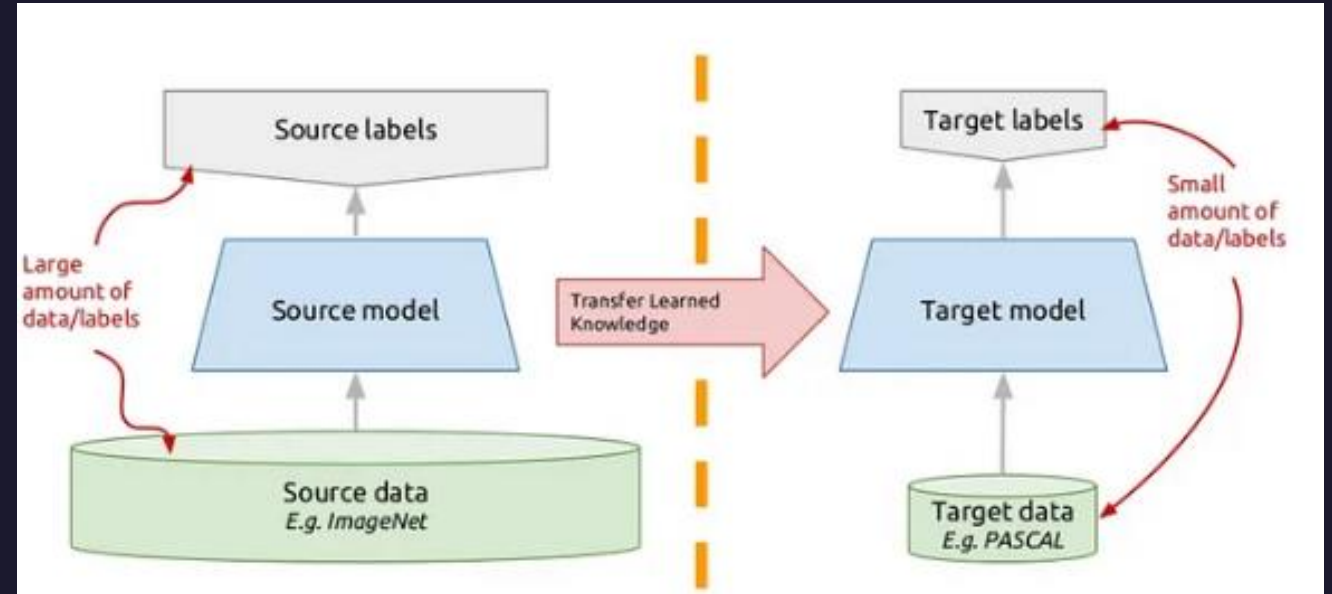 Source labels
Large
amount of
data/labels
Source model
Source data
E.g. ImageNet
Transfer Learned
Knowledge
Target labels
Small
amount of
data/labels
Target model
Target data
E.g. PASCAL